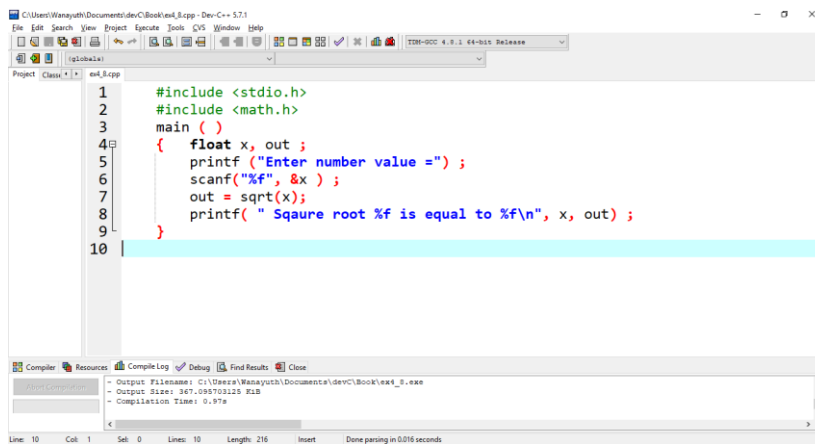 C:\Users\Wanayuth\Documents\devC\Book\ex4_8.cpp - Dev-C++ 5.7.1
File Edit Search View Project Execute Tools CVS Window Help
TDM-GCC 4.8.1 64-bit Release
(globals)
Project Classe ex4_8.cpp
1 #include <stdio.h>
2 #include <math.h>
3 main ( )
4 { float x, out ;
5 printf ("Enter number value =") ;
6 scanf("%f", &x ) ;
7 out = sqrt(x);
8 printf( " Sqaure root %f is equal to %f\n", x, out) ;
9 }
10
Compiler Resources Compile Log Debug Find Results Close
Abort Compilation
- Output Filename: C:\Users\Wanayuth\Documents\devC\Book\ex4_8.exe
- Output Size: 367.095703125 KiB
- Compilation Time: 0.97s
Line: 10 Col: 1 Sel: 0 Lines: 10 Length: 216 Insert Done parsing in 0.016 seconds